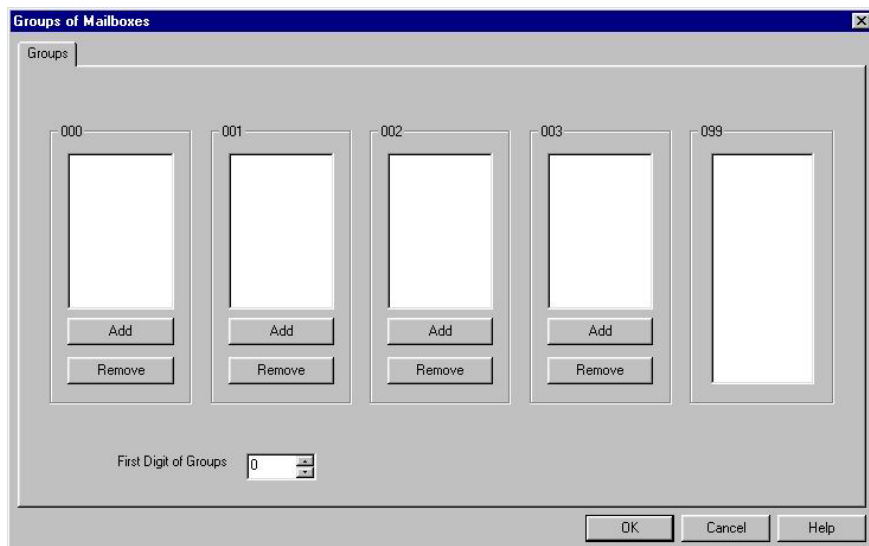 Groups of Mailboxes
Groups
000 001 002 003 099
Add Add Add Add
Remove Remove Remove Remove
First Digit of Groups 0
OK Cancel Help